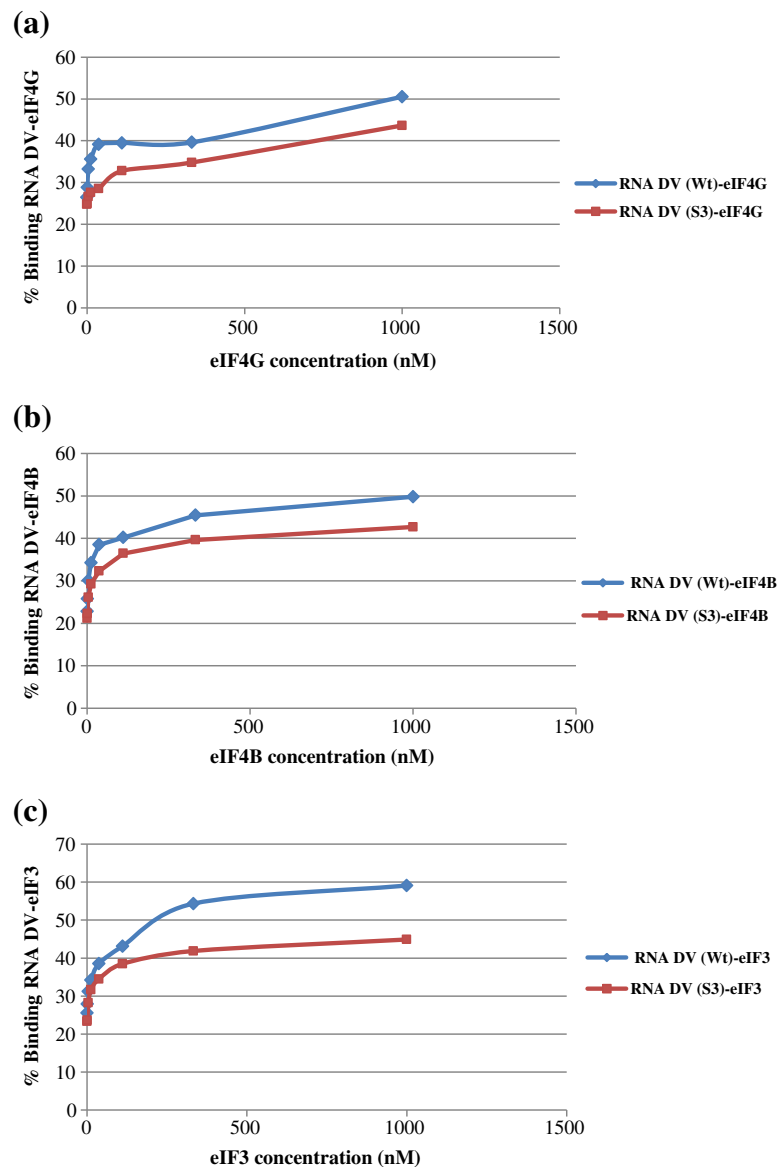 (a)
% Binding RNA DV-eIF4G
60
50
40
30
20
10
0
0 500 1000 1500
eIF4G concentration (nM)
RNA DV (Wt)-eIF4G
RNA DV (S3)-eIF4G
(b)
% Binding RNA DV-eIF4B
60
50
40
30
20
10
0
0 500 1000 1500
eIF4B concentration (nM)
RNA DV (Wt)-eIF4B
RNA DV (S3)-eIF4B
(c)
% Binding RNA DV-eIF3
70
60
50
40
30
20
10
0
0 500 1000 1500
eIF3 concentration (nM)
RNA DV (Wt)-eIF3
RNA DV (S3)-eIF3